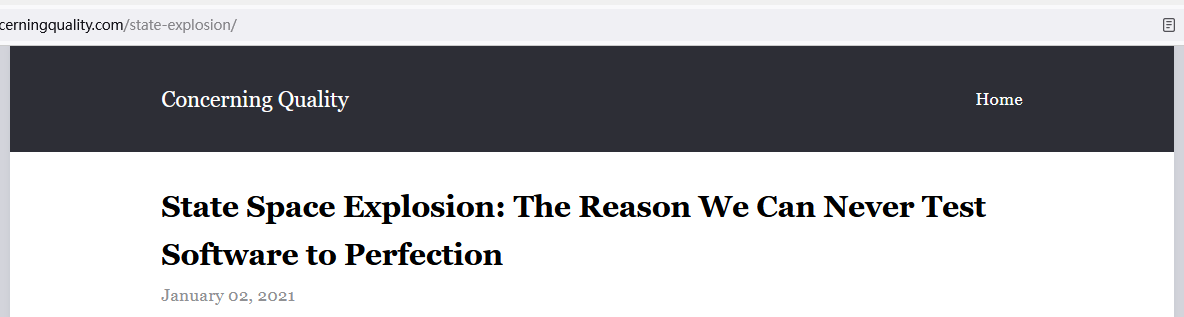 cerningquality.com/state-explosion/
Concerning Quality
Home
State Space Explosion: The Reason We Can Never Test
Software to Perfection
January 02, 2021